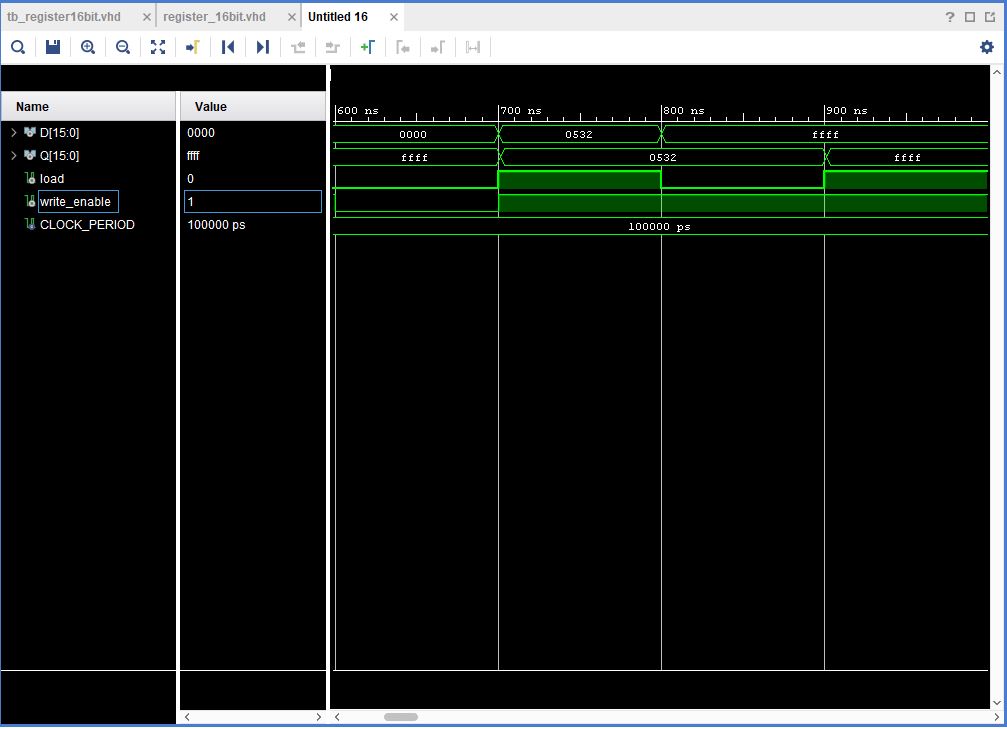 tb_register16bit.vhd × register_16bit.vhd × Untitled 16 × ?
Name Value
600 ns 700 ns 800 ns 900 ns
D[15:0] 0000 0000 0532 ffff
Q[15:0] ffff ffff 0532 ffff
load 0
write_enable 1
CLOCK_PERIOD 100000 ps 100000 ps